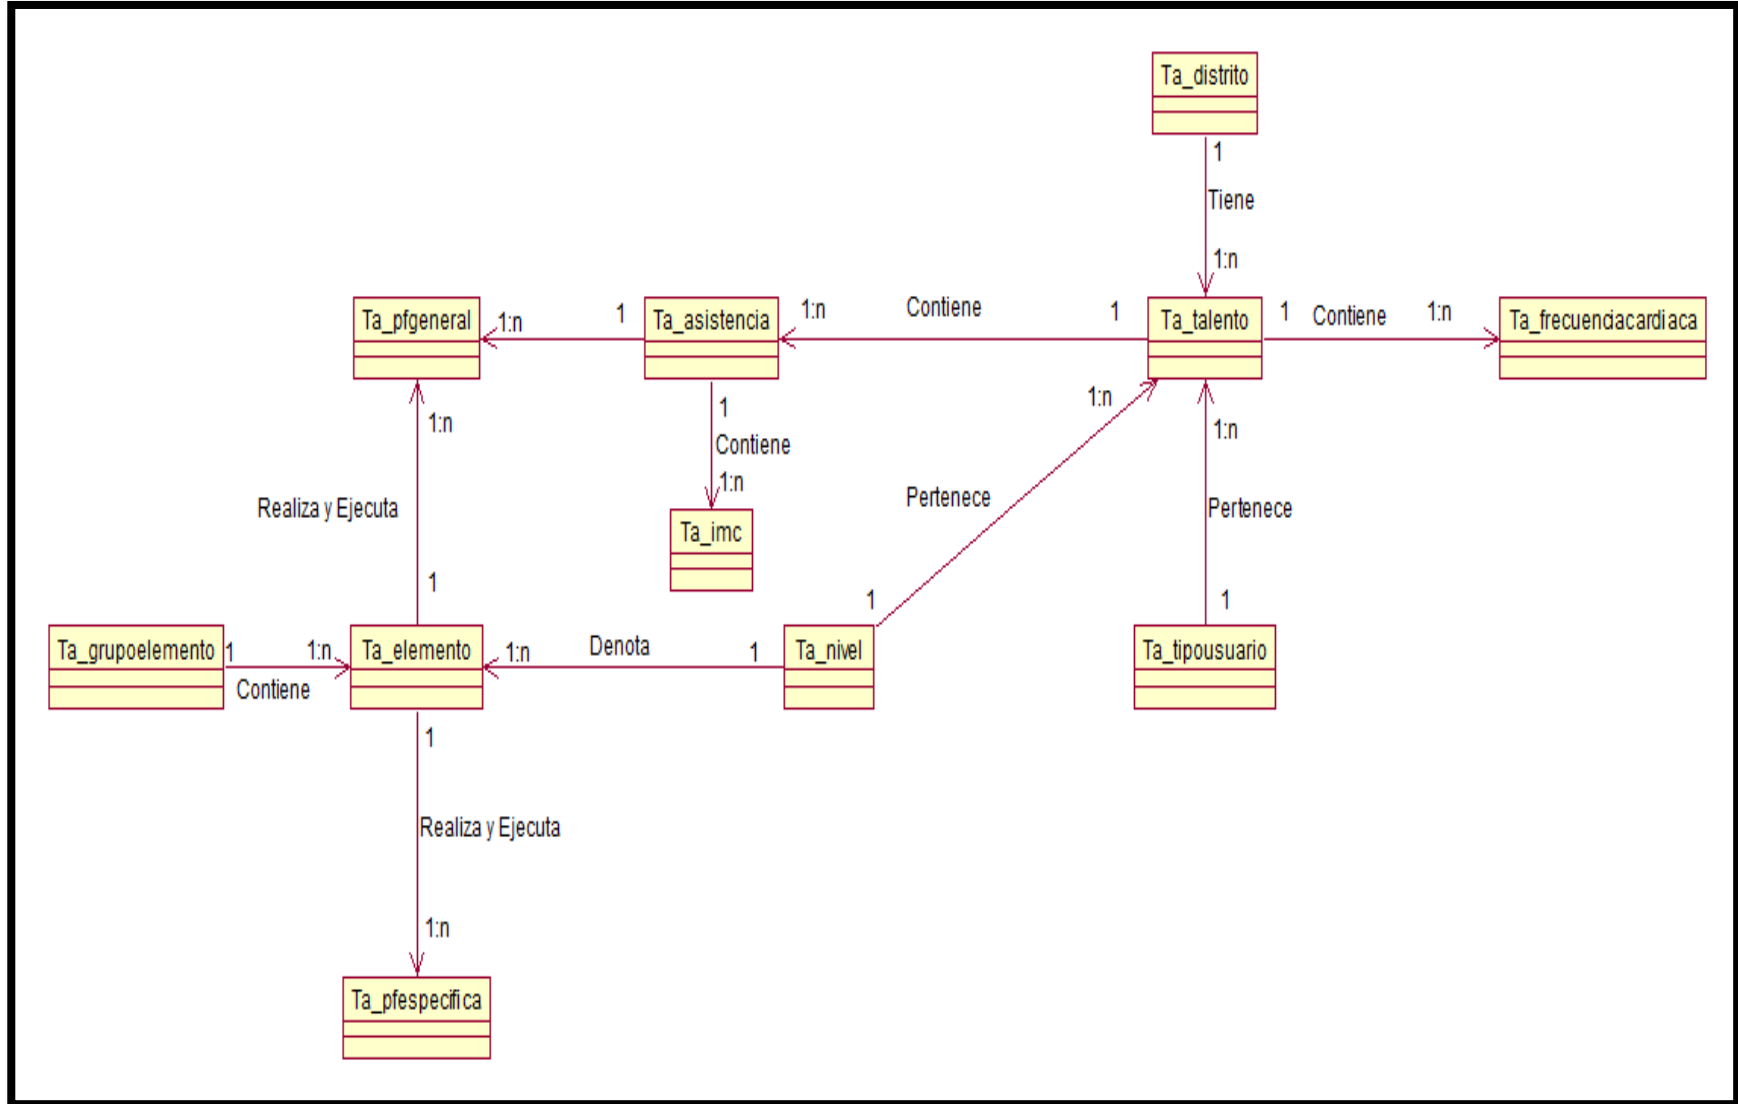 Ta_distrito
1
Tiene
1:n
Ta_pfgeneral
1:n
1
Ta_asistencia
1:n
Contiene
1
Ta_talento
1
Contiene
1:n
Ta_frecuenciacardiaca
1:n
1
Contiene
1:n
1:n
1:n
Realiza y Ejecuta
Pertenece
Pertenece
Ta_imc
1
1
1
Ta_grupoelemento
1
1:n
Contiene
Ta_elemento
1:n
Denota
1
Ta_nivel
Ta_tipousuario
1
Realiza y Ejecuta
1:n
Ta_pfespecifica